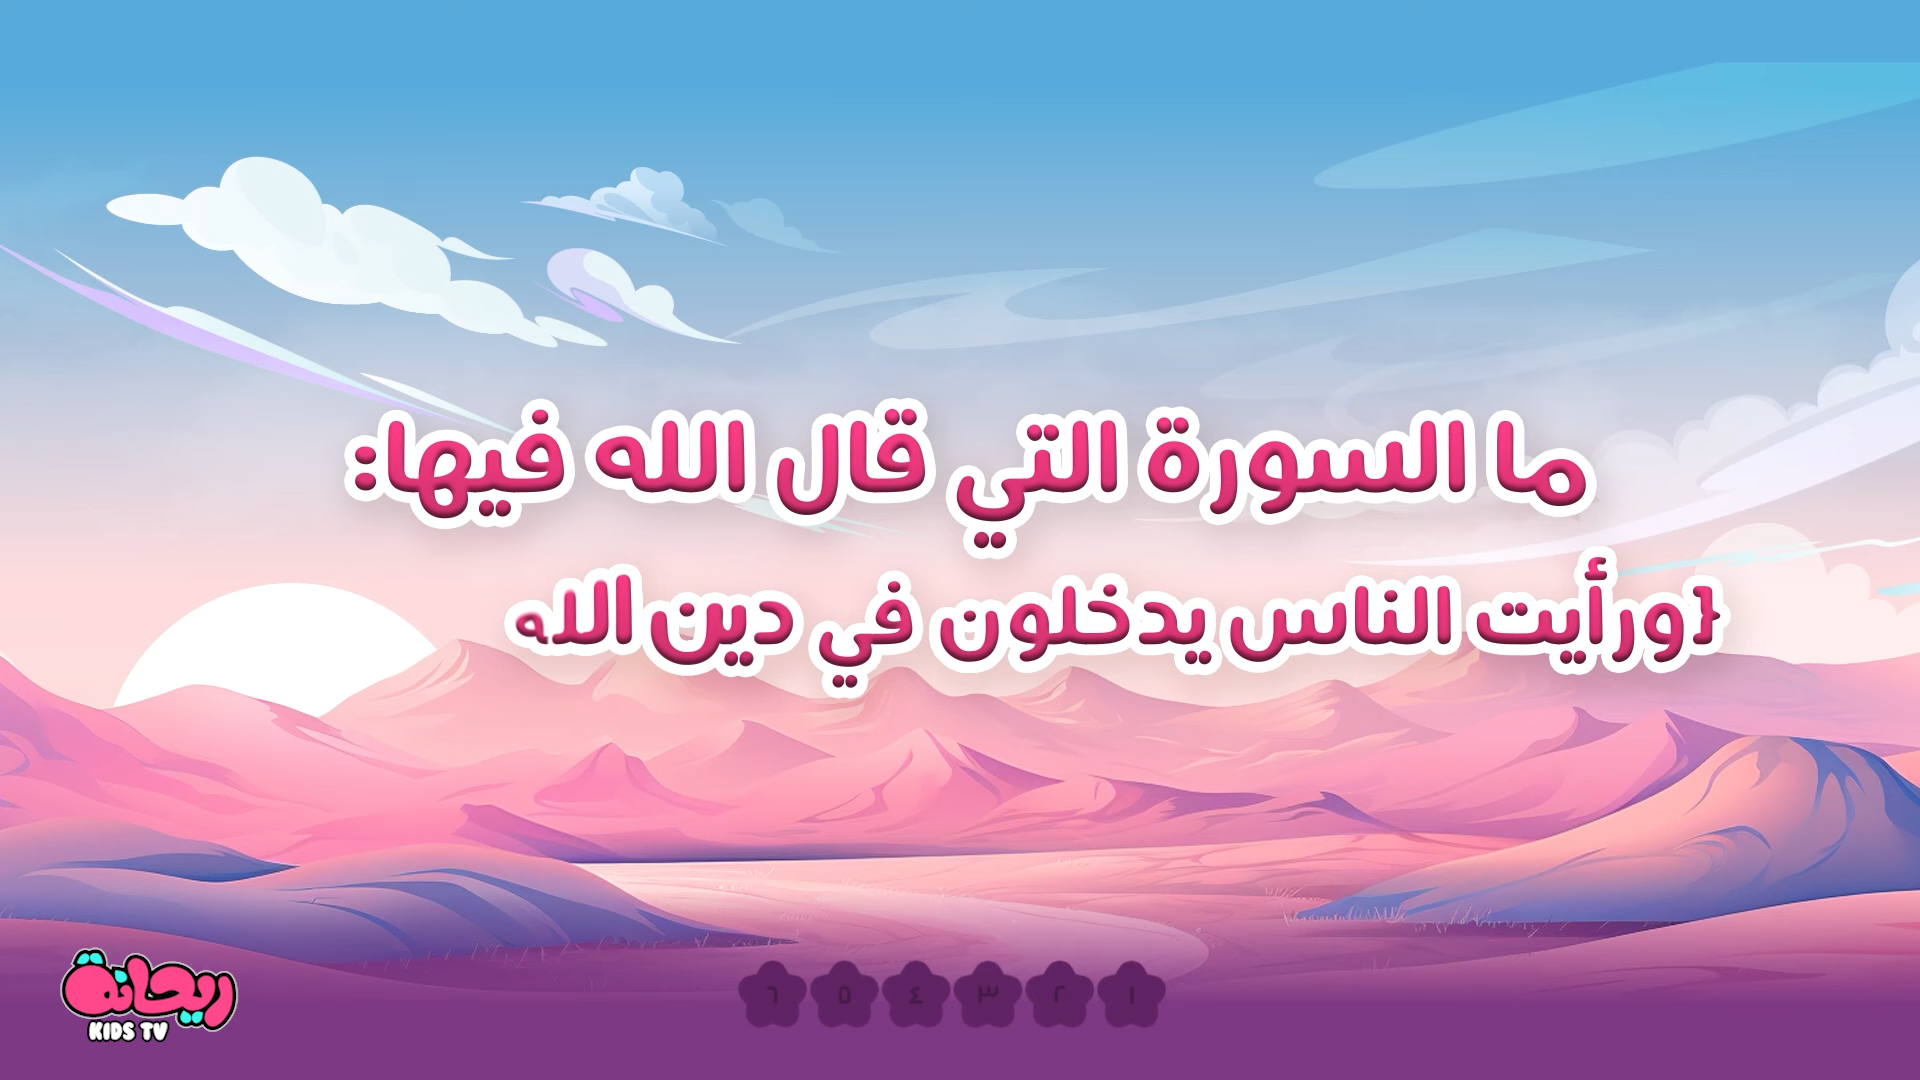 ما السورة التي قال الله فيها:
{ورأيت الناس يدخلون في دين الله
١ ٢ ٣ ٤ ٥ ٦
ريحانة
KIDS TV